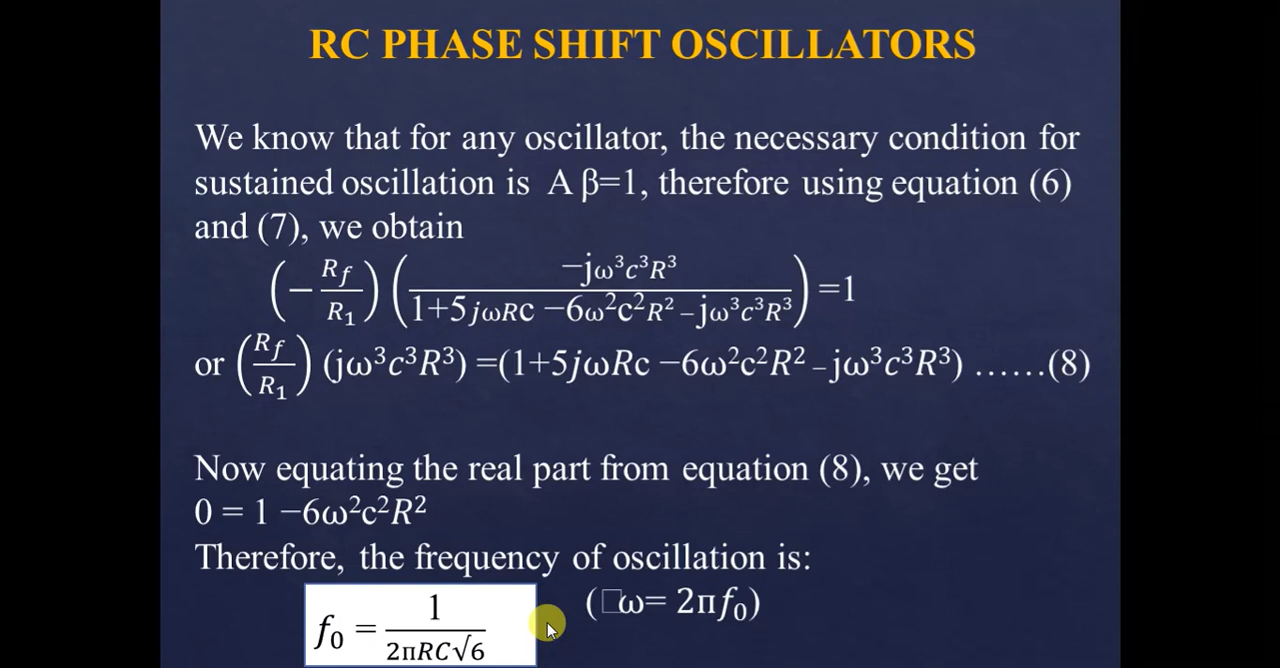 RC PHASE SHIFT OSCILLATORS
We know that for any oscillator, the necessary condition for
sustained oscillation is A β=1, therefore using equation (6)
and (7), we obtain
(−R_f/R₁) (−jω³c³R³/(1+5jωRc −6ω²c²R² −jω³c³R³)) =1
or (R_f/R₁) (jω³c³R³) =(1+5jωRc −6ω²c²R² −jω³c³R³) ……(8)
Now equating the real part from equation (8), we get
0 = 1 −6ω²c²R²
Therefore, the frequency of oscillation is:
f₀ = 1/(2πRC√6) (□ω= 2πf₀)